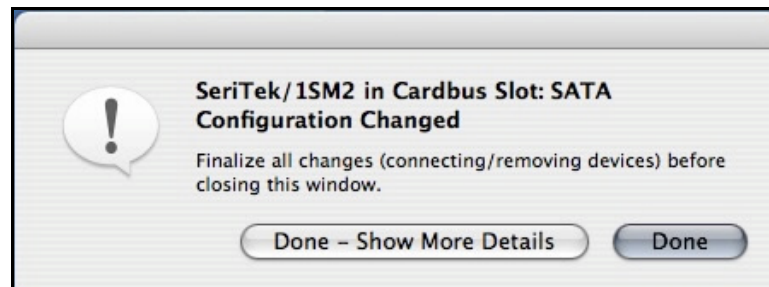 SeriTek/1SM2 in Cardbus Slot: SATA
Configuration Changed
Finalize all changes (connecting/removing devices) before
closing this window.
Done – Show More Details
Done